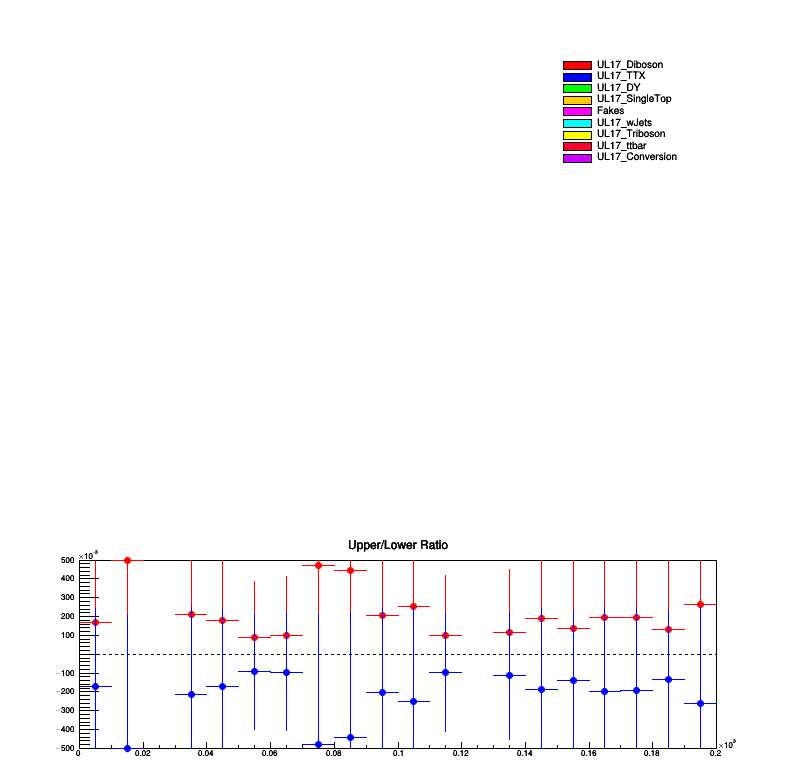 UL17_Diboson
UL17_TTX
UL17_DY
UL17_SingleTop
Fakes
UL17_wJets
UL17_Triboson
UL17_ttbar
UL17_Conversion
Upper/Lower Ratio
×10⁻³
500
400
300
200
100
−100
−200
−300
−400
−500
0 0.02 0.04 0.06 0.08 0.1 0.12 0.14 0.16 0.18 0.2
×10³